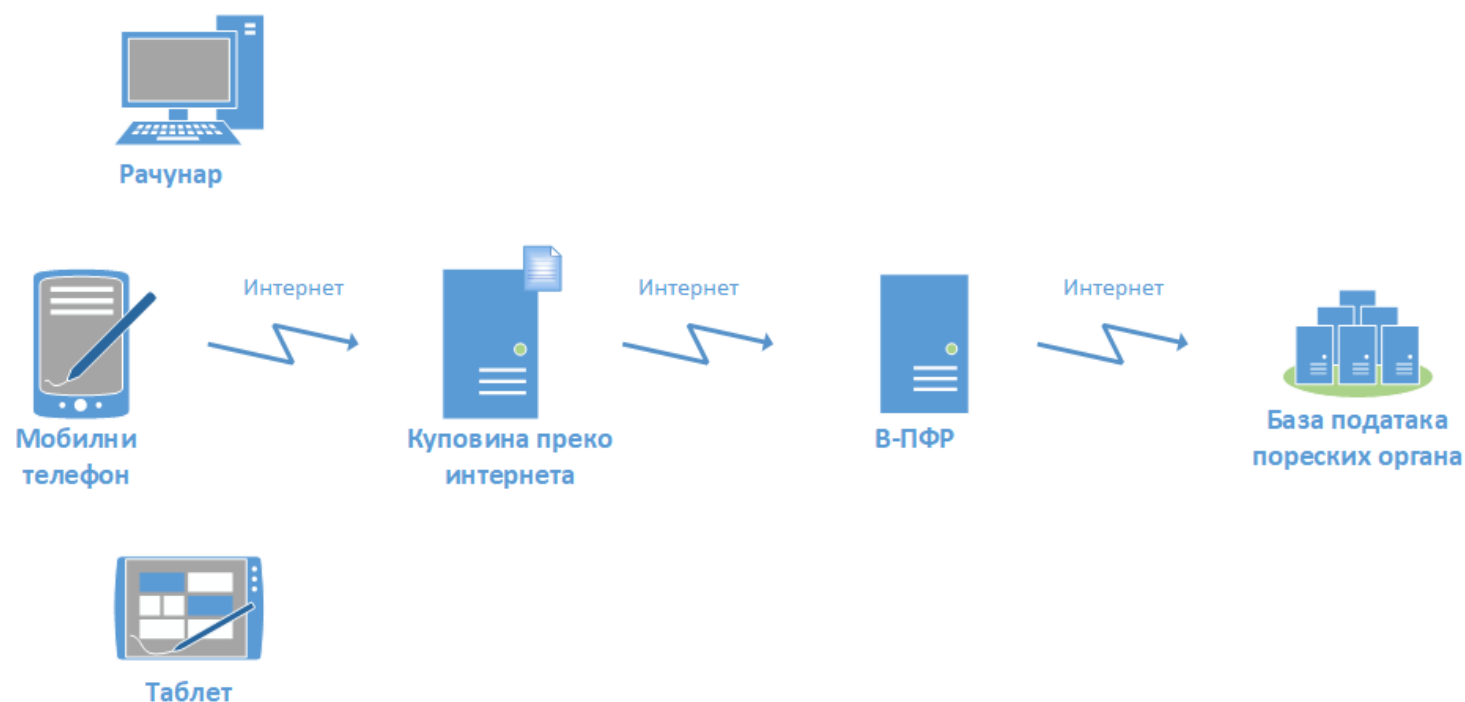 Рачунар
Интернет
Интернет
Интернет
Мобилни
телефон
Куповина преко
интернета
В-ПФР
База података
пореских органа
Таблет